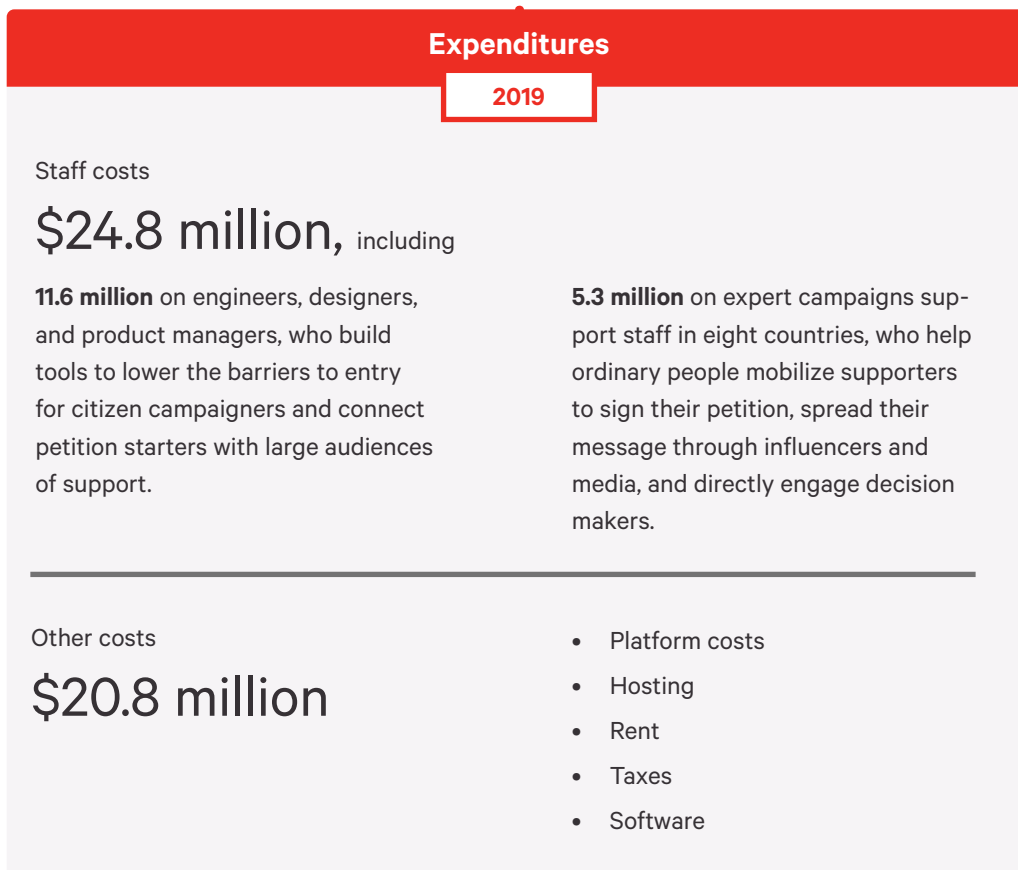 Expenditures
2019
Staff costs
$24.8 million, including
11.6 million on engineers, designers,
and product managers, who build
tools to lower the barriers to entry
for citizen campaigners and connect
petition starters with large audiences
of support.
5.3 million on expert campaigns sup-
port staff in eight countries, who help
ordinary people mobilize supporters
to sign their petition, spread their
message through influencers and
media, and directly engage decision
makers.
Other costs
$20.8 million
• Platform costs
• Hosting
• Rent
• Taxes
• Software